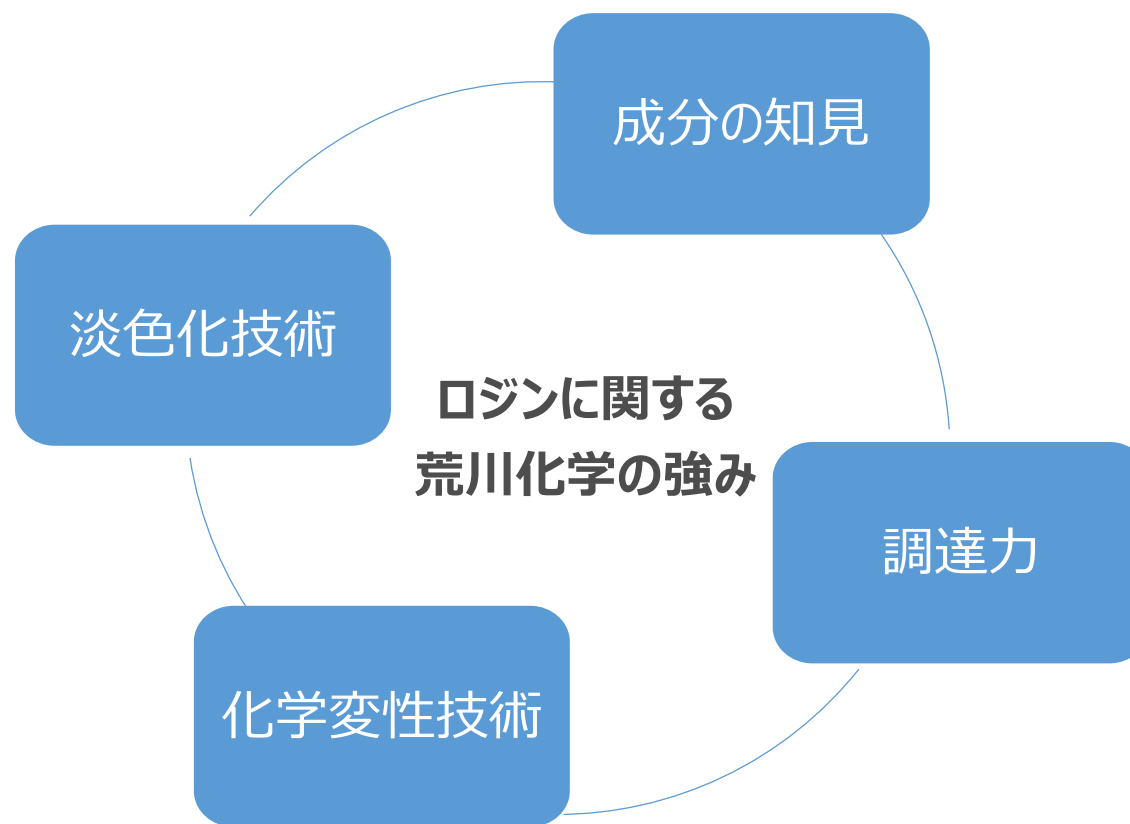 成分の知見
淡色化技術
ロジンに関する
荒川化学の強み
調達力
化学変性技術